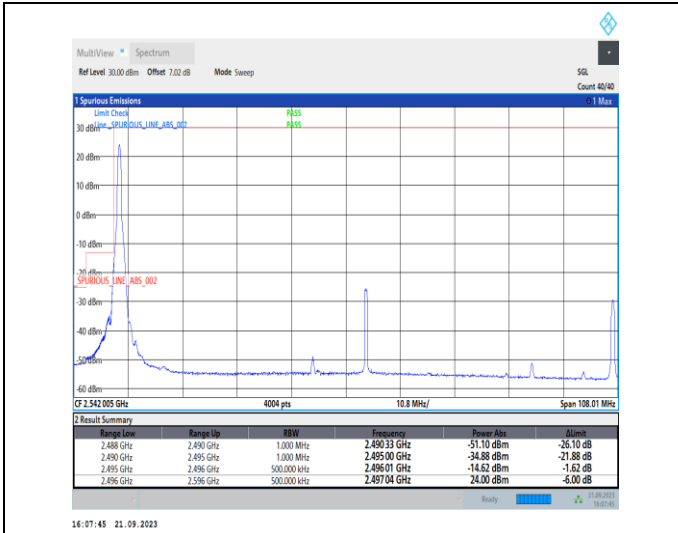 MultiView Spectrum
Ref Level 30.00 dBm Offset 7.02 dB Mode Sweep SGL
Count 40/40
1 Spurious Emissions 1 Max
Limit Check PASS
Line _SPURIOUS_LINE_ABS_002 PASS
30 dBm
20 dBm
10 dBm
0 dBm
-10 dBm
-20 dBm
_SPURIOUS_LINE_ABS_002
-30 dBm
-40 dBm
-50 dBm
-60 dBm
CF 2.542 005 GHz 4004 pts 10.8 MHz/ Span 108.01 MHz
2 Result Summary
Range Low Range Up RBW Frequency Power Abs ΔLimit
2.488 GHz 2.490 GHz 1.000 MHz 2.490 33 GHz -51.10 dBm -26.10 dB
2.490 GHz 2.495 GHz 1.000 MHz 2.495 00 GHz -34.88 dBm -21.88 dB
2.495 GHz 2.496 GHz 500.000 kHz 2.496 01 GHz -14.62 dBm -1.62 dB
2.496 GHz 2.596 GHz 500.000 kHz 2.497 04 GHz 24.00 dBm -6.00 dB
Ready 21.09.2023
16:07:45
16:07:45 21.09.2023